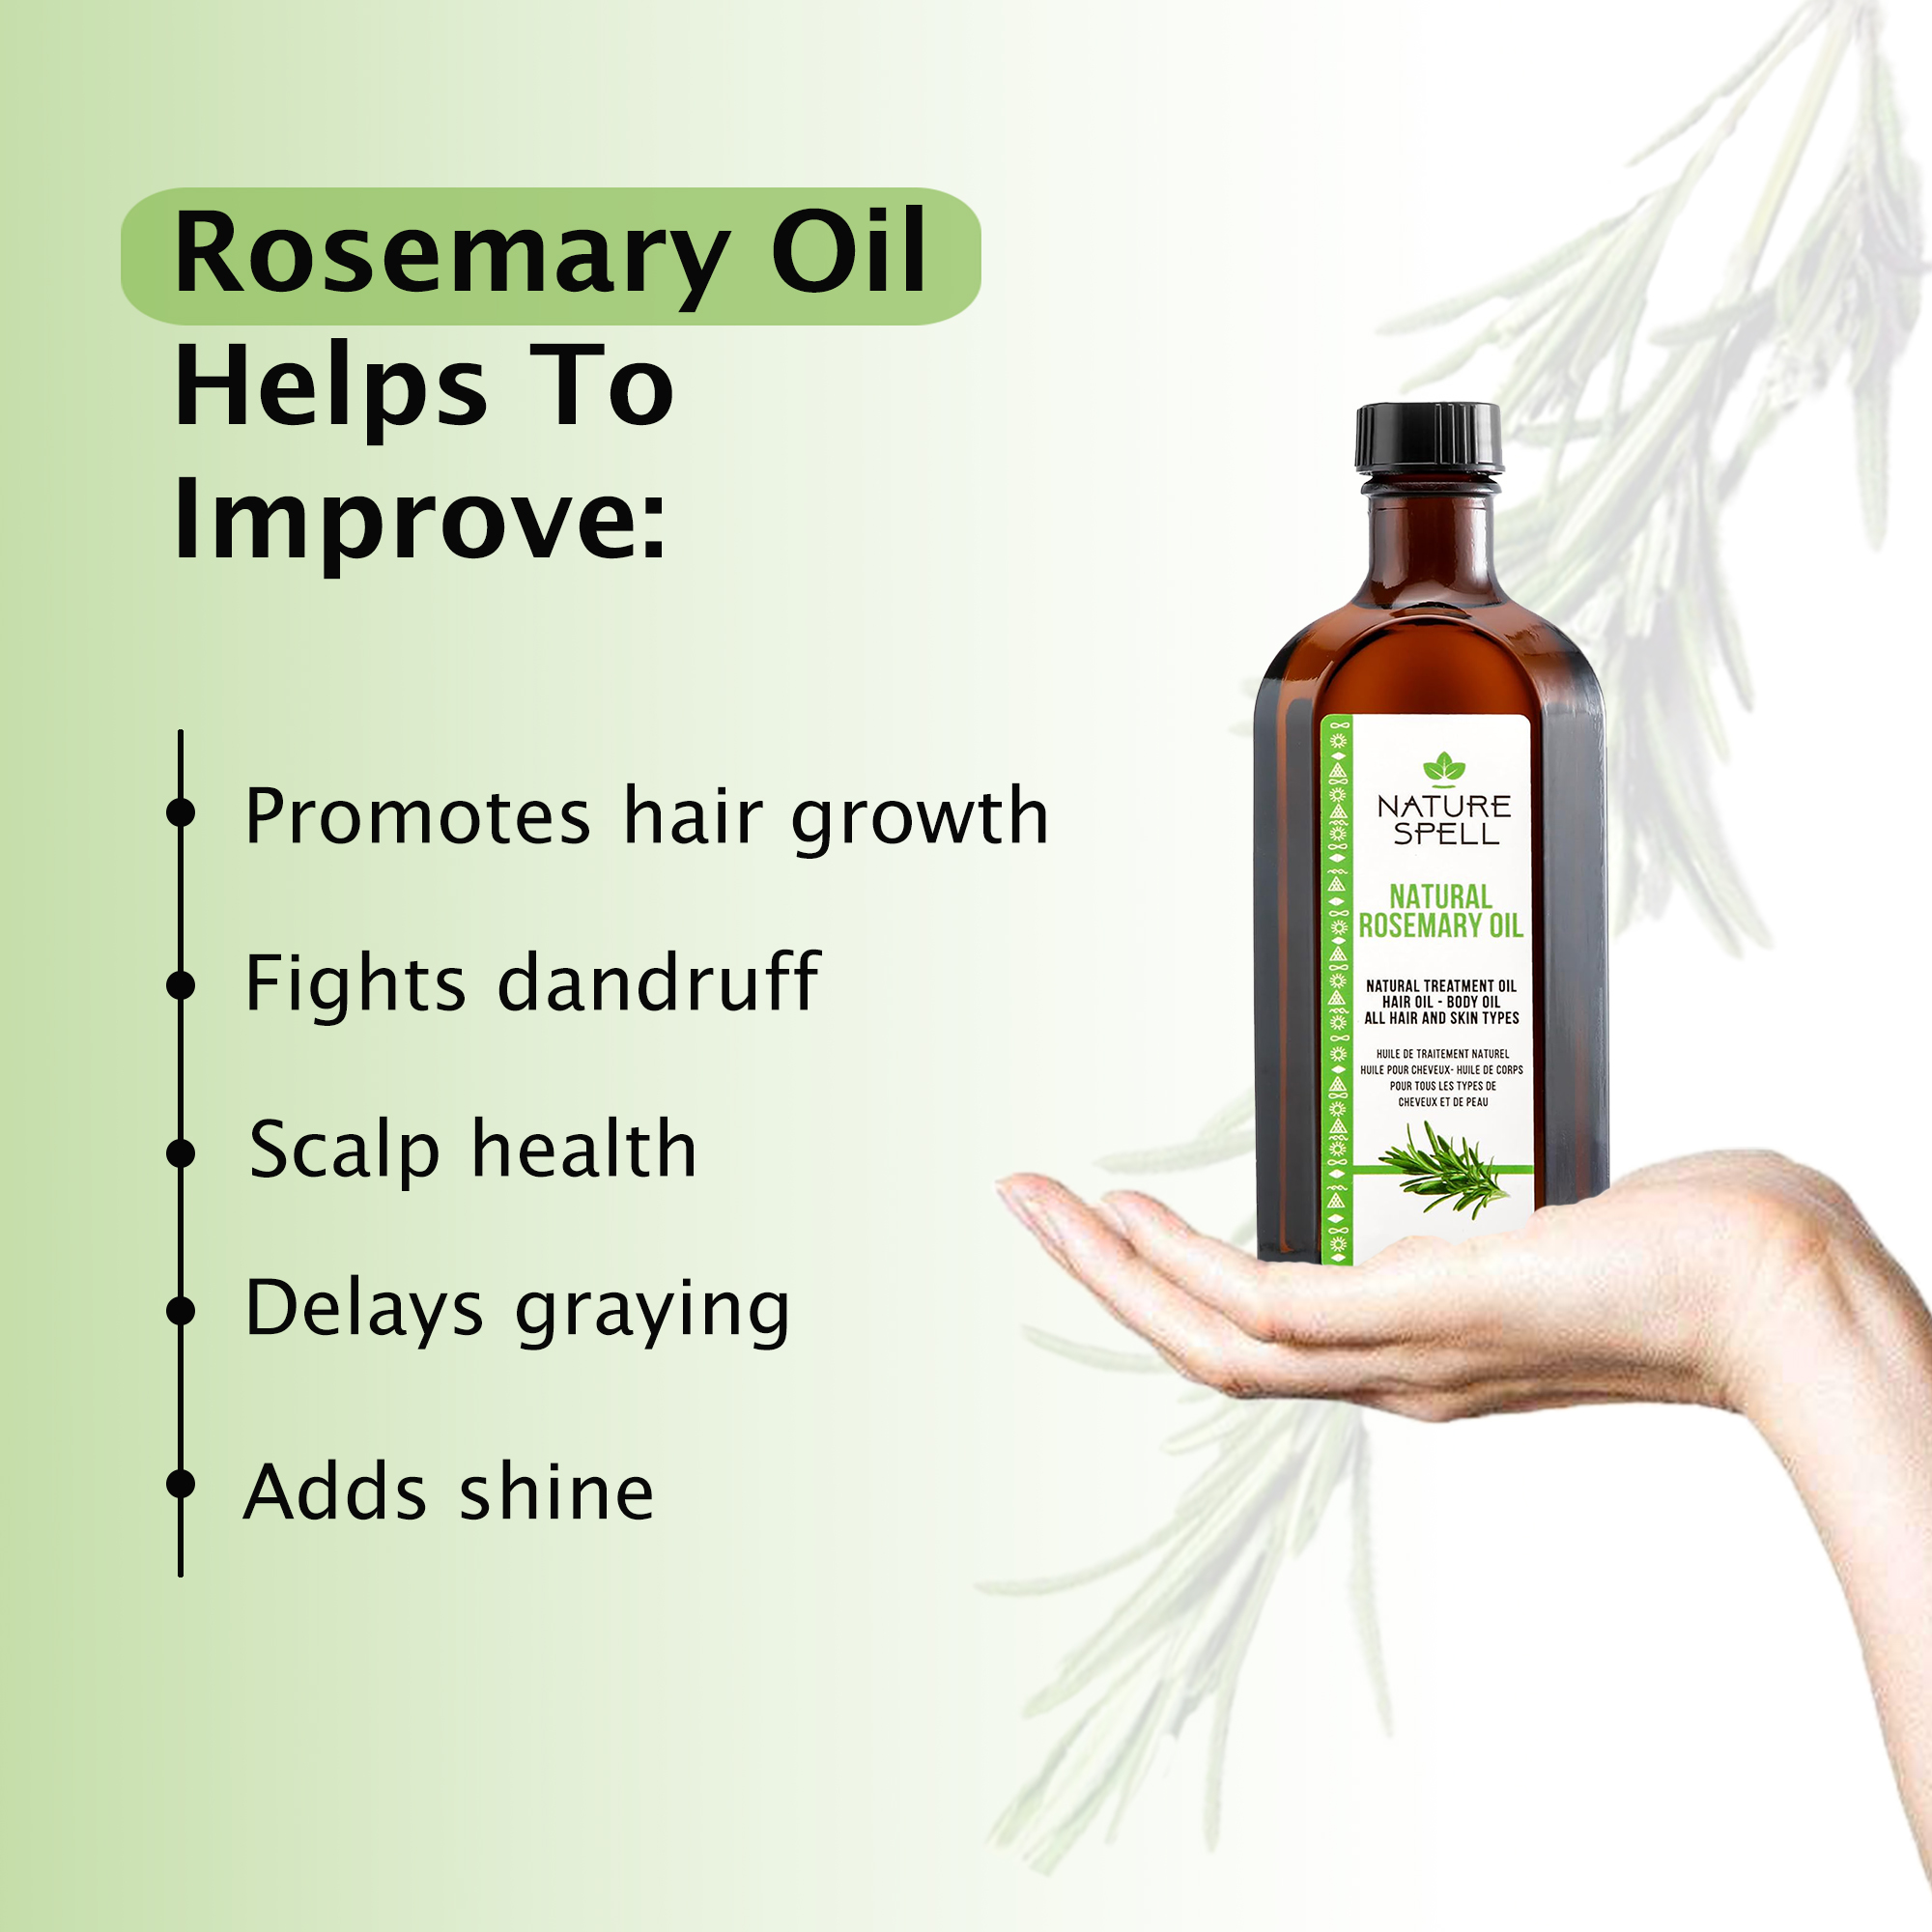 Rosemary Oil
Helps To
Improve:
Promotes hair growth
Fights dandruff
Scalp health
Delays graying
Adds shine
NATURE
SPELL
NATURAL
ROSEMARY OIL
NATURAL TREATMENT OIL
HAIR OIL - BODY OIL
ALL HAIR AND SKIN TYPES
HUILE DE TRAITEMENT NATUREL
HUILE POUR CHEVEUX- HUILE DE CORPS
POUR TOUS LES TYPES DE
CHEVEUX ET DE PEAU